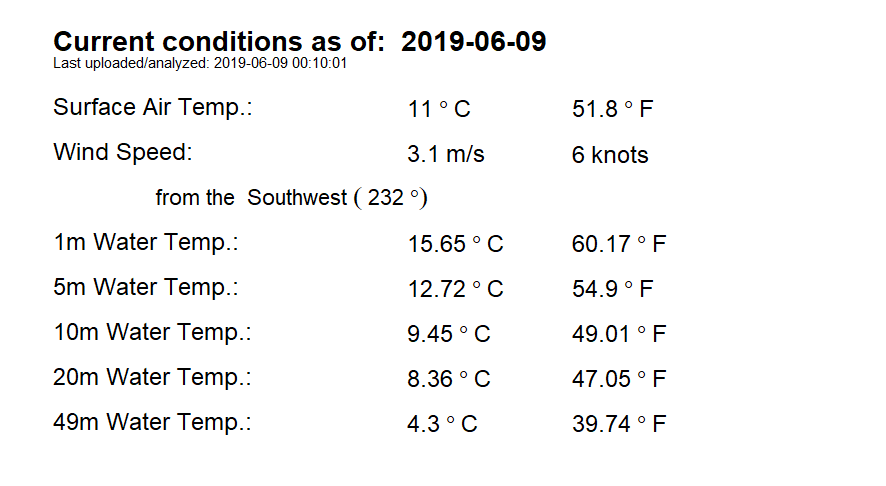 Current conditions as of: 2019-06-09
Last uploaded/analyzed: 2019-06-09 00:10:01
Surface Air Temp.: 11 ° C 51.8 ° F
Wind Speed: 3.1 m/s 6 knots
from the Southwest ( 232 °)
1m Water Temp.: 15.65 ° C 60.17 ° F
5m Water Temp.: 12.72 ° C 54.9 ° F
10m Water Temp.: 9.45 ° C 49.01 ° F
20m Water Temp.: 8.36 ° C 47.05 ° F
49m Water Temp.: 4.3 ° C 39.74 ° F